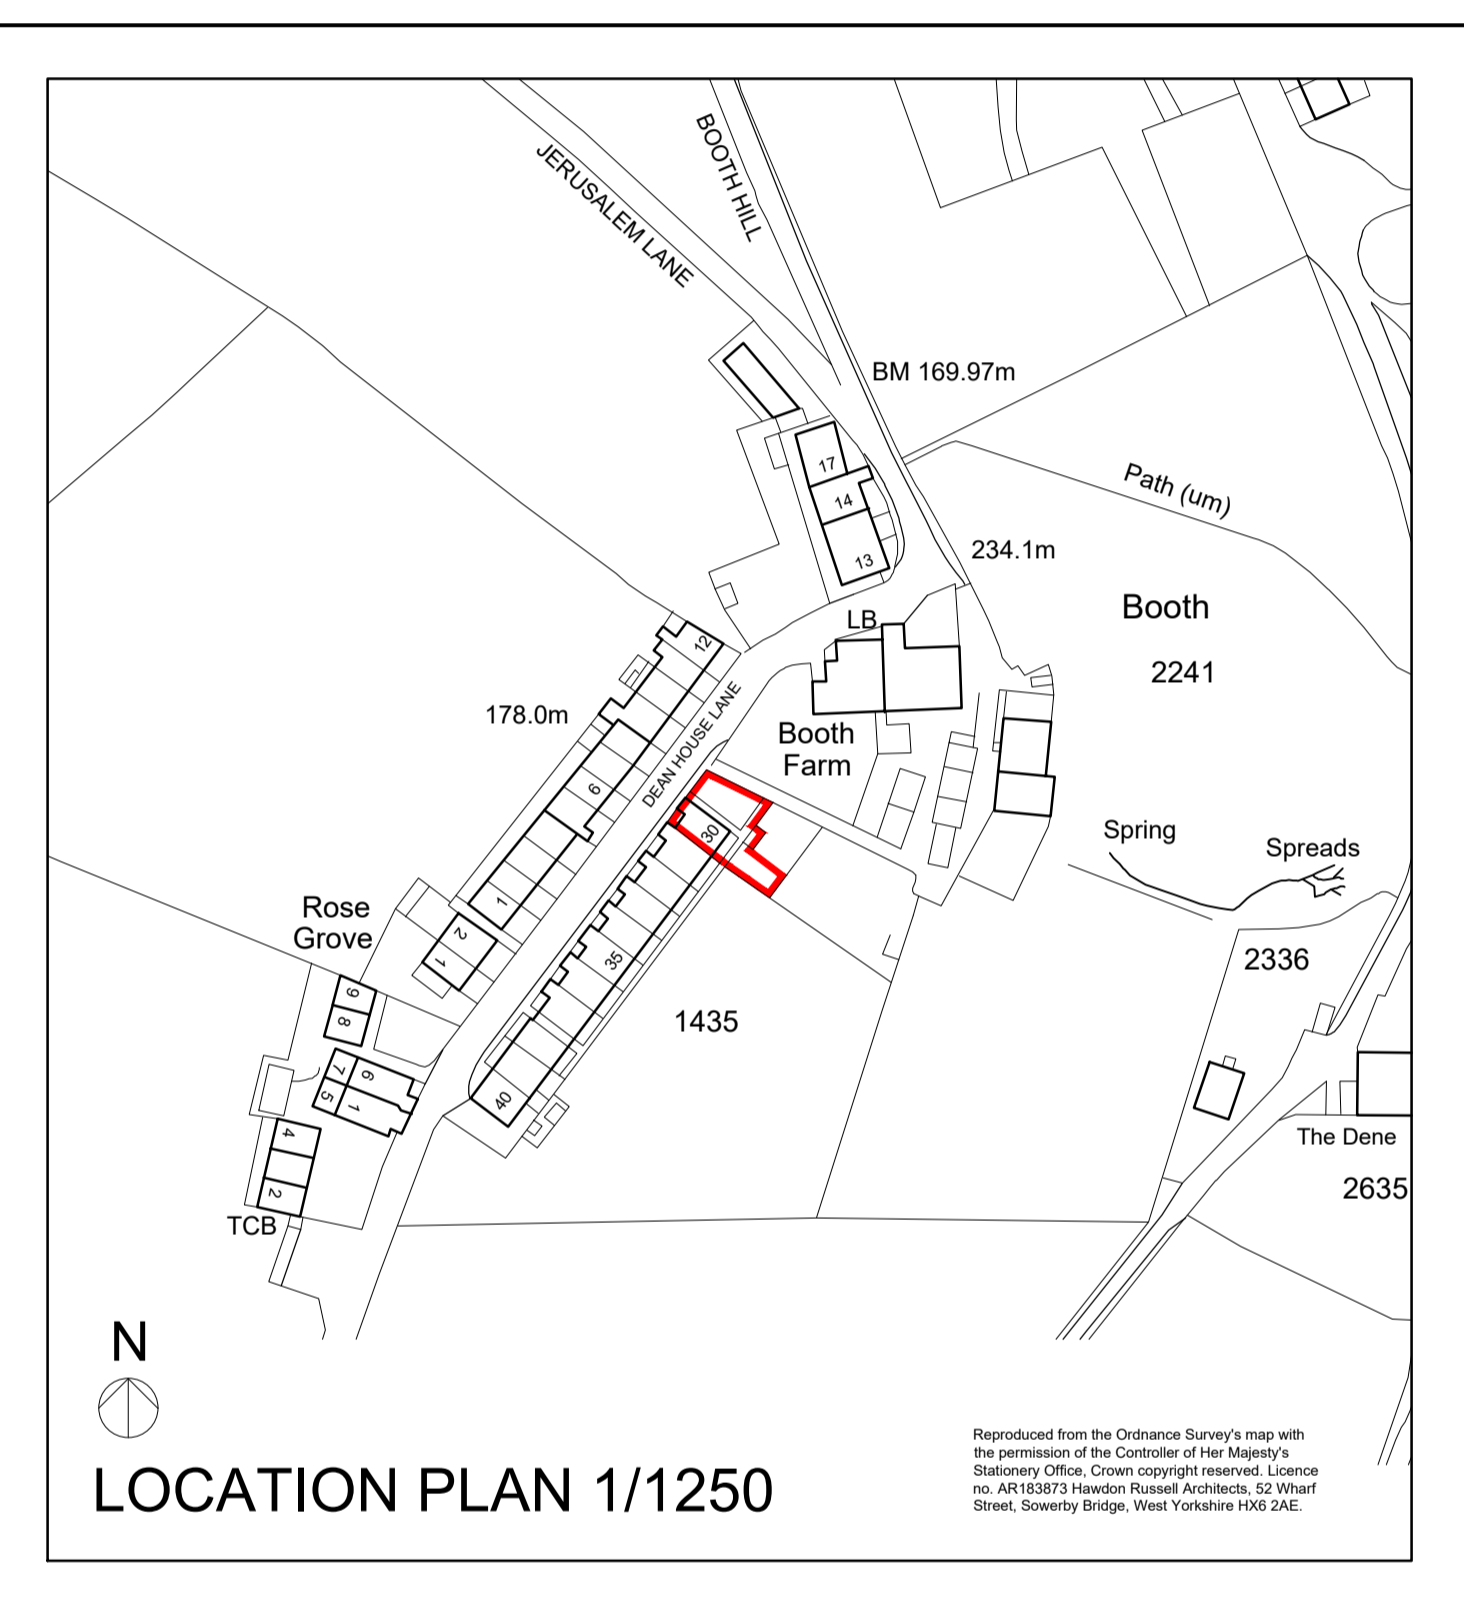 JERUSALEM LANE
BOOTH HILL
BM 169.97m
Path (um)
17
14
13
234.1m
LB
Booth
2241
12
178.0m
DEAN HOUSE LANE
Booth
Farm
6
30
Spring
Spreads
1
2
1
Rose
Grove
35
2336
9
8
1435
7
6
5
1
40
4
2
The Dene
2635
TCB
N
LOCATION PLAN 1/1250
Reproduced from the Ordnance Survey's map with
the permission of the Controller of Her Majesty's
Stationery Office, Crown copyright reserved. Licence
no. AR183873 Hawdon Russell Architects, 52 Wharf
Street, Sowerby Bridge, West Yorkshire HX6 2AE.